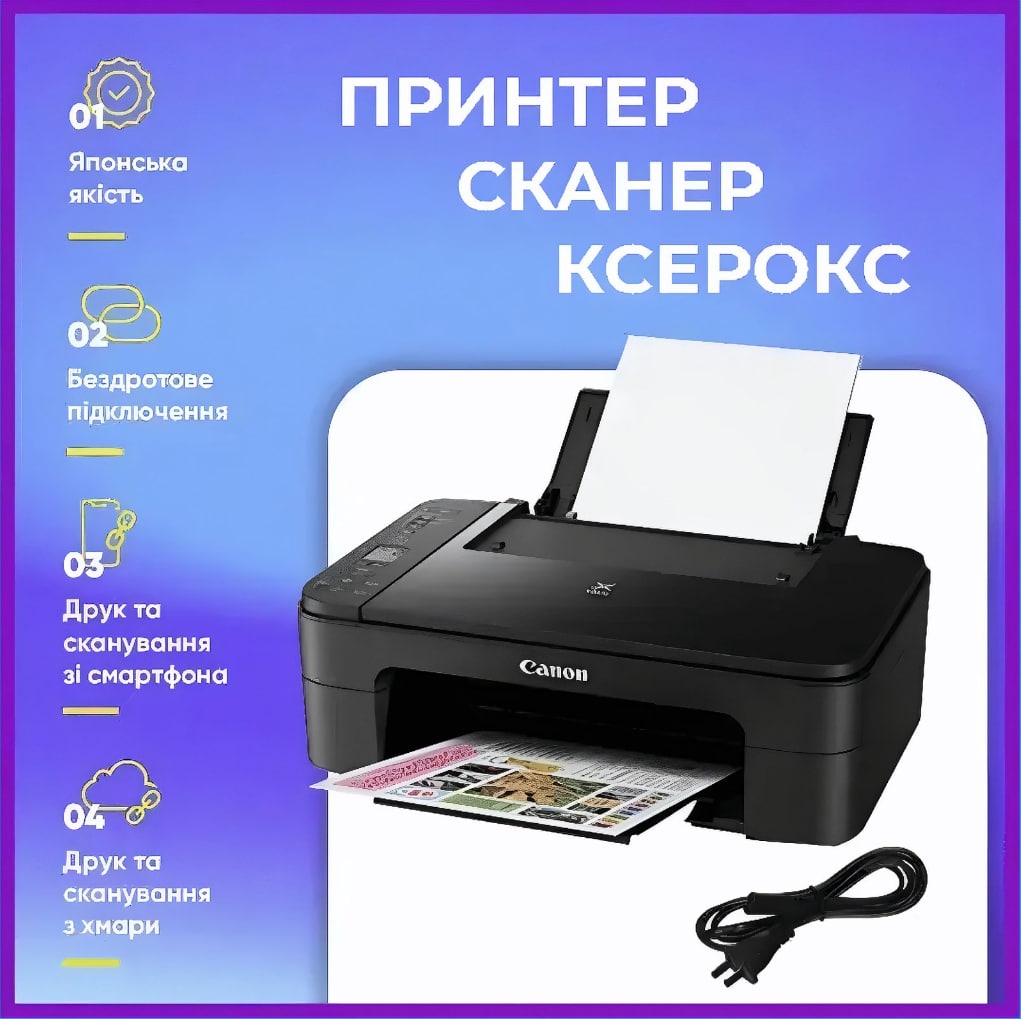 ПРИНТЕР
СКАНЕР
КСЕРОКС
01
Японська
якість
02
Бездротове
підключення
03
Друк та
сканування
зі смартфона
04
Друк та
сканування
з хмари
Canon